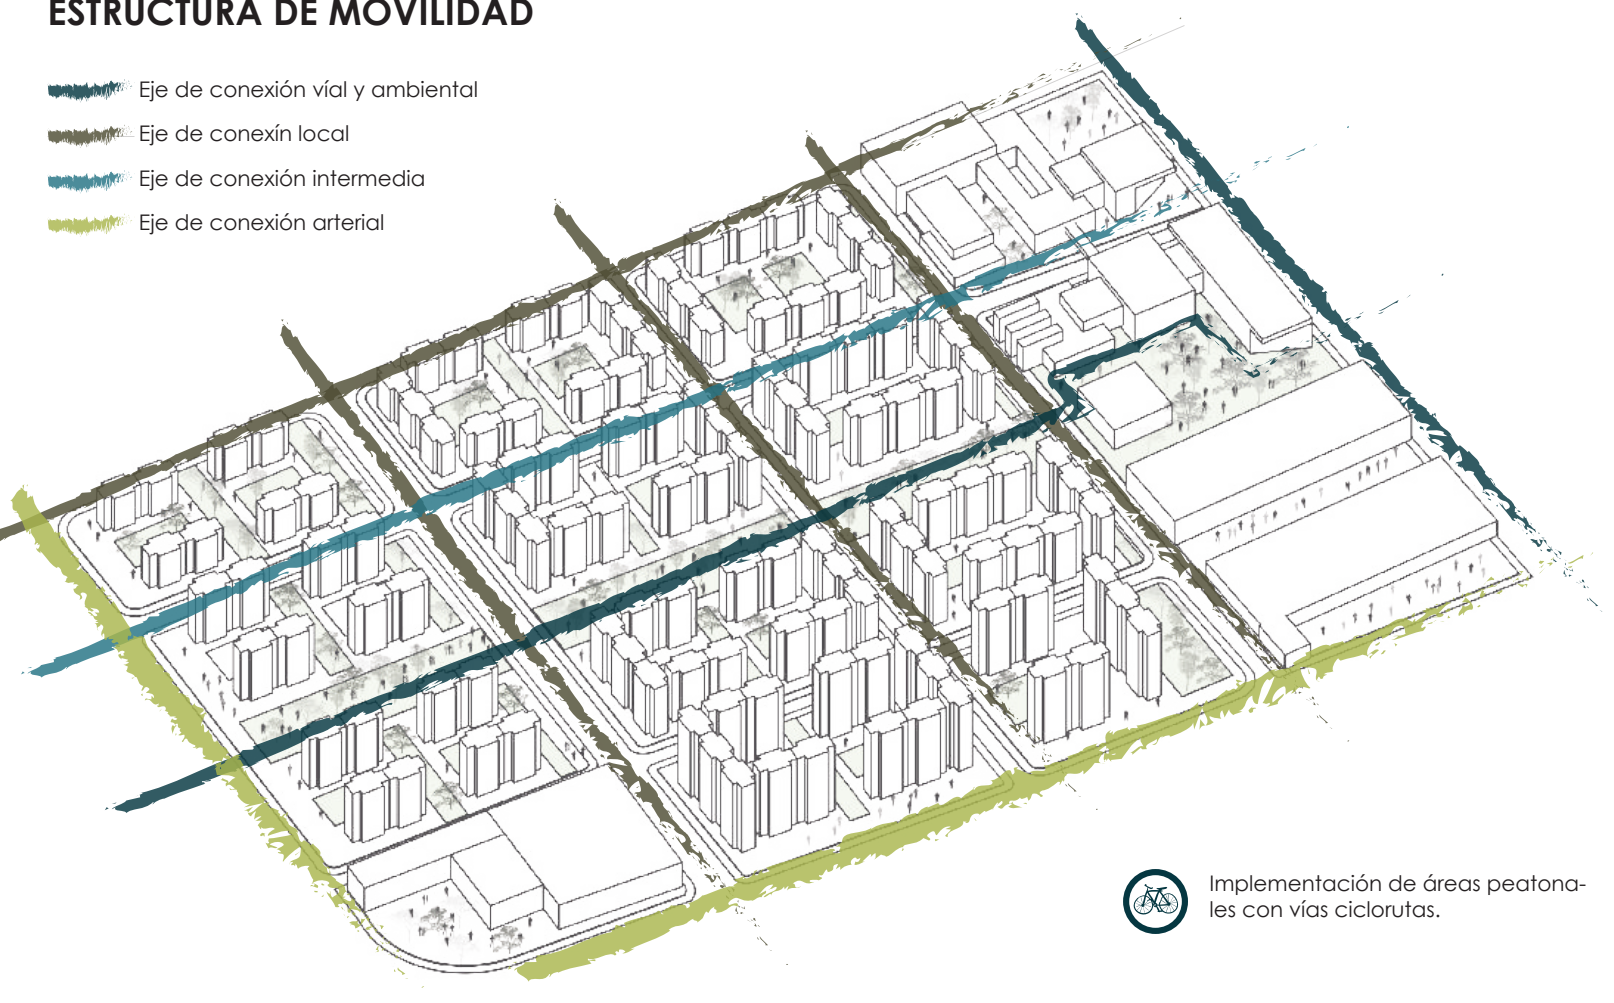 ESTRUCTURA DE MOVILIDAD
Eje de conexión víal y ambiental
Eje de conexín local
Eje de conexión intermedia
Eje de conexión arterial
Implementación de áreas peatona-
les con vías ciclorutas.